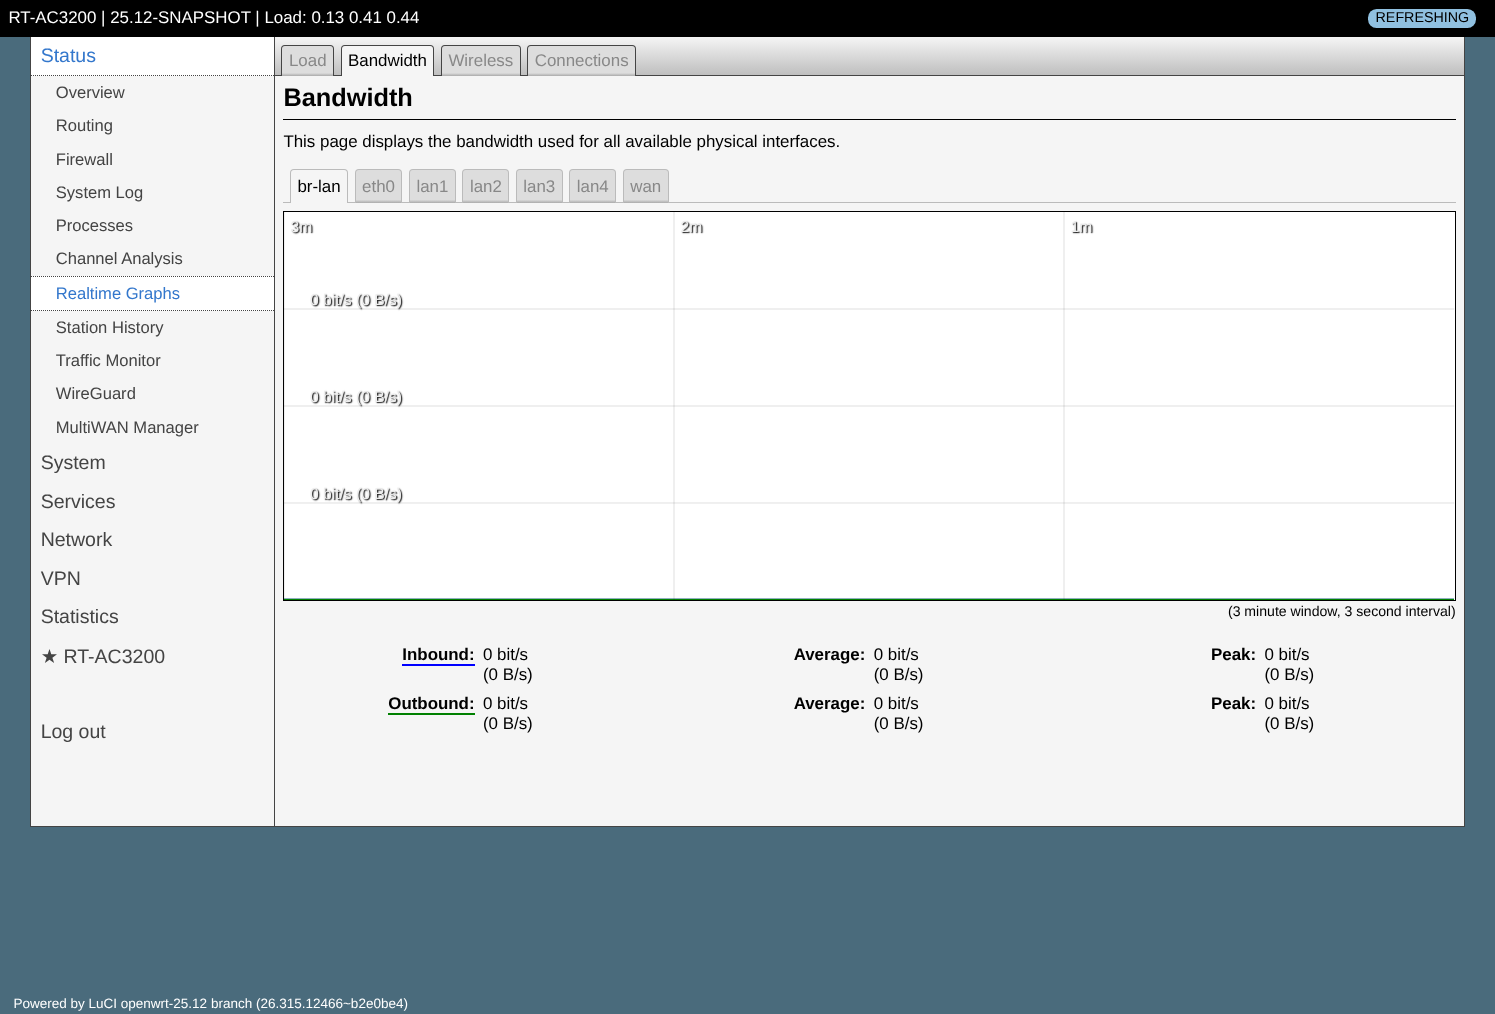 RT-AC3200 | 25.12-SNAPSHOT | Load: 0.13 0.41 0.44
REFRESHING
Status
Overview
Routing
Firewall
System Log
Processes
Channel Analysis
Realtime Graphs
Station History
Traffic Monitor
WireGuard
MultiWAN Manager
System
Services
Network
VPN
Statistics
★ RT-AC3200
Log out
Load Bandwidth Wireless Connections
Bandwidth
This page displays the bandwidth used for all available physical interfaces.
br-lan eth0 lan1 lan2 lan3 lan4 wan
3m 2m 1m
0 bit/s (0 B/s)
0 bit/s (0 B/s)
0 bit/s (0 B/s)
(3 minute window, 3 second interval)
Inbound: 0 bit/s Average: 0 bit/s Peak: 0 bit/s
(0 B/s) (0 B/s) (0 B/s)
Outbound: 0 bit/s Average: 0 bit/s Peak: 0 bit/s
(0 B/s) (0 B/s) (0 B/s)
Powered by LuCI openwrt-25.12 branch (26.315.12466~b2e0be4)